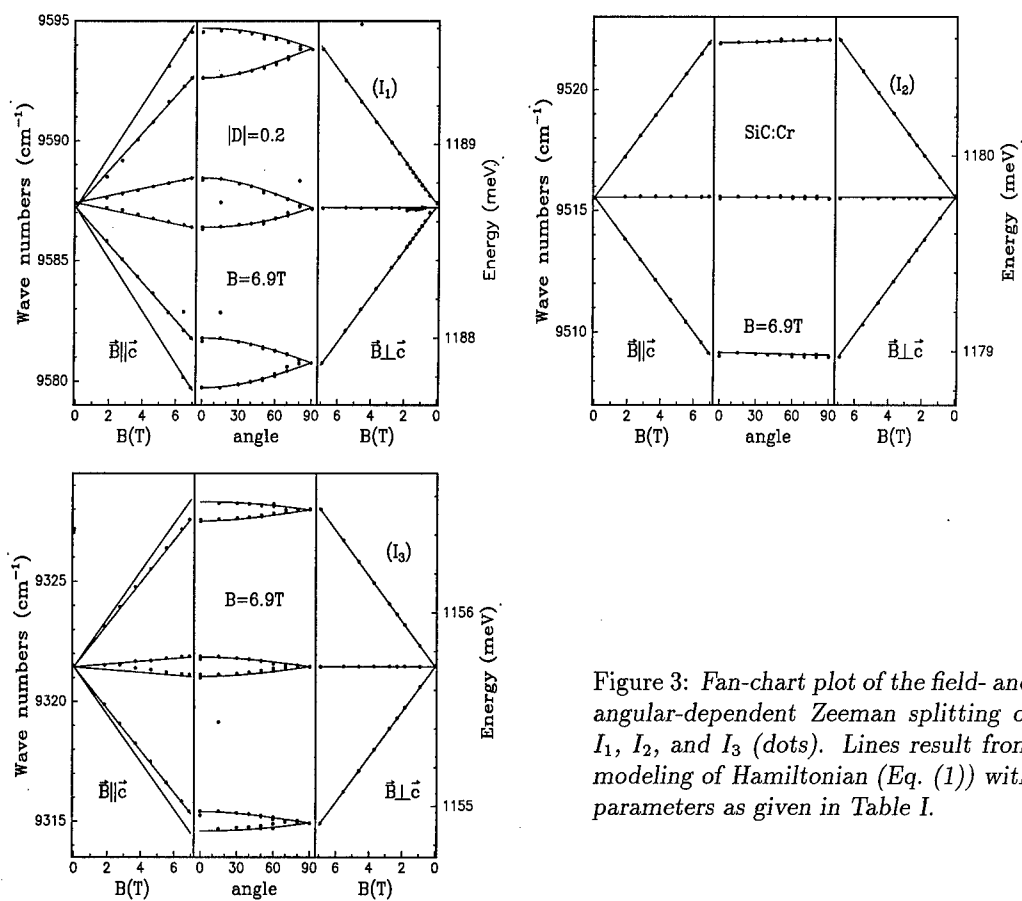 9595
9590
9585
9580
Wave numbers (cm⁻¹)
(I₁)
|D|=0.2
B=6.9T
B⃗||c⃗
B⃗⊥c⃗
1189
1188
Energy (meV)
0 2 4 6 0 30 60 90 6 4 2 0
B(T) angle B(T)
9520
9515
9510
Wave numbers (cm⁻¹)
(I₂)
SiC:Cr
B=6.9T
B⃗||c⃗
B⃗⊥c⃗
1180
1179
Energy (meV)
0 2 4 6 0 30 60 90 6 4 2 0
B(T) angle B(T)
9325
9320
9315
Wave numbers (cm⁻¹)
(I₃)
B=6.9T
B⃗||c⃗
B⃗⊥c⃗
1156
1155
Energy (meV)
0 2 4 6 0 30 60 90 6 4 2 0
B(T) angle B(T)
Figure 3: Fan-chart plot of the field- and
angular-dependent Zeeman splitting o
I₁, I₂, and I₃ (dots). Lines result from
modeling of Hamiltonian (Eq. (1)) with
parameters as given in Table I.